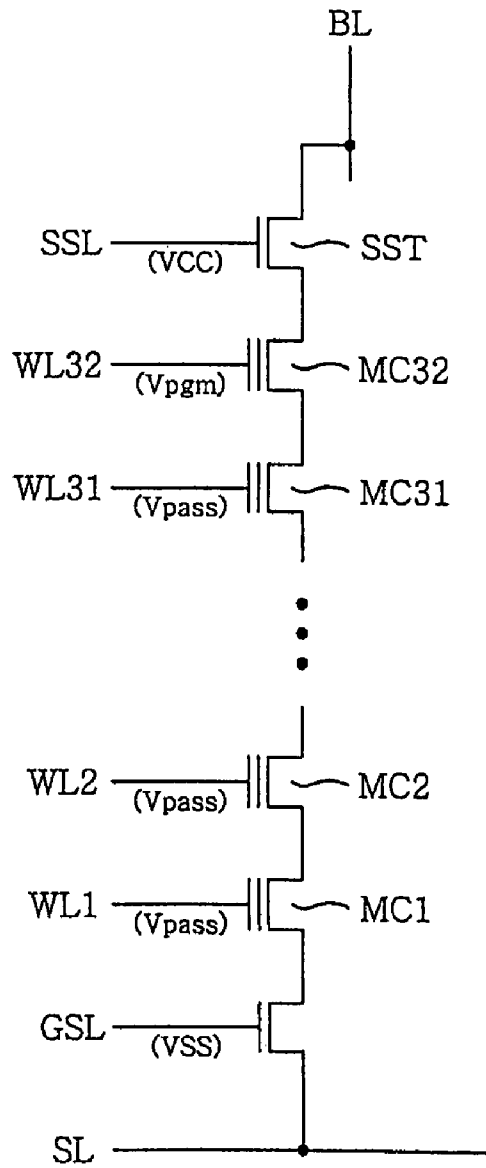 BL
SSL (VCC) SST
WL32 (Vpgm) MC32
WL31 (Vpass) MC31
WL2 (Vpass) MC2
WL1 (Vpass) MC1
GSL (VSS)
SL